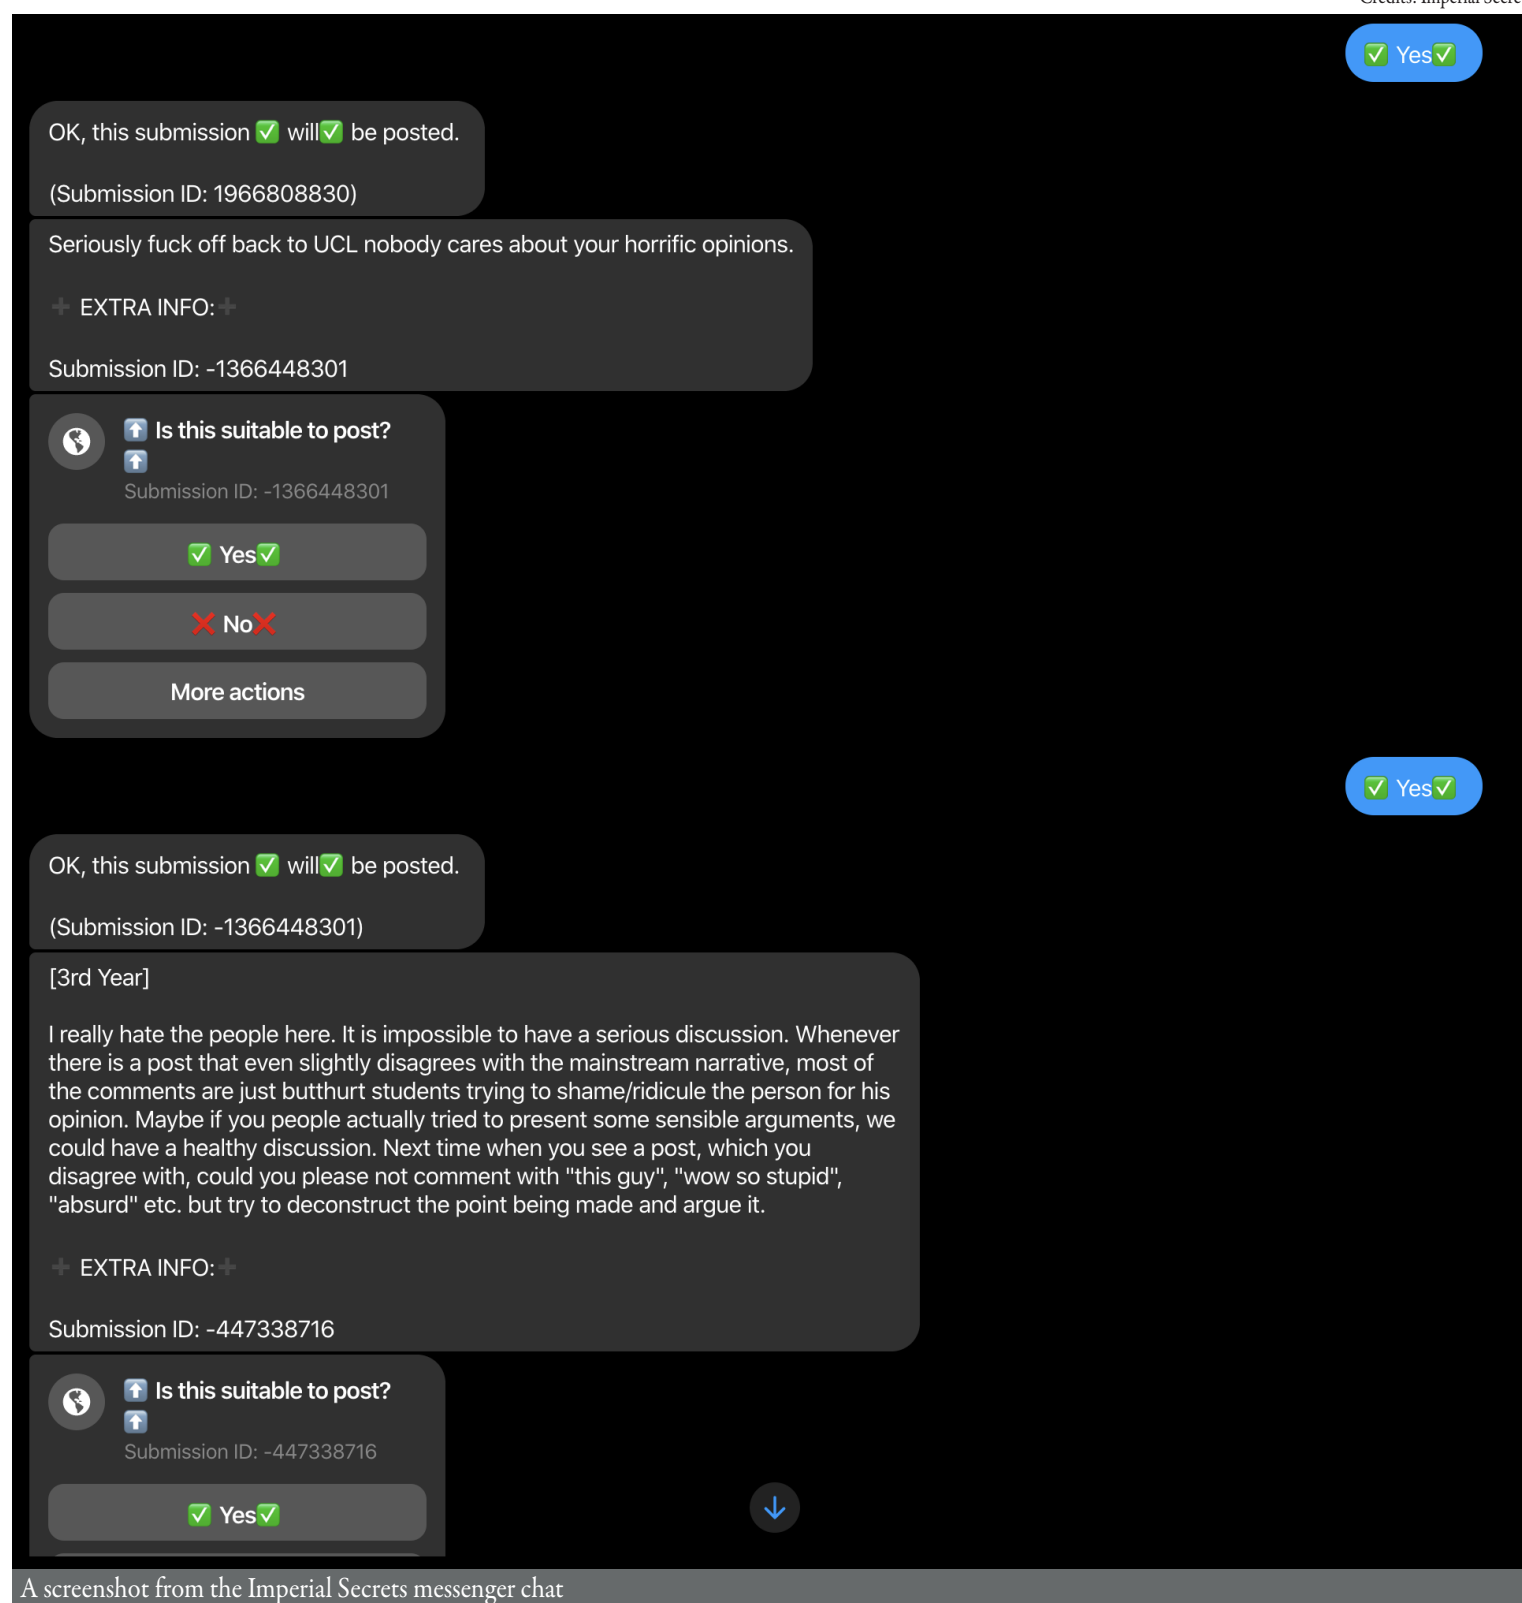 Credits: Imperial Secre
✅ Yes✅
OK, this submission ✅ will✅ be posted.
(Submission ID: 1966808830)
Seriously fuck off back to UCL nobody cares about your horrific opinions.
➕ EXTRA INFO:➕
Submission ID: -1366448301
⬆️ Is this suitable to post?
⬆️
Submission ID: -1366448301
✅ Yes✅
❌ No❌
More actions
✅ Yes✅
OK, this submission ✅ will✅ be posted.
(Submission ID: -1366448301)
[3rd Year]
I really hate the people here. It is impossible to have a serious discussion. Whenever
there is a post that even slightly disagrees with the mainstream narrative, most of
the comments are just butthurt students trying to shame/ridicule the person for his
opinion. Maybe if you people actually tried to present some sensible arguments, we
could have a healthy discussion. Next time when you see a post, which you
disagree with, could you please not comment with "this guy", "wow so stupid",
"absurd" etc. but try to deconstruct the point being made and argue it.
➕ EXTRA INFO:➕
Submission ID: -447338716
⬆️ Is this suitable to post?
⬆️
Submission ID: -447338716
✅ Yes✅
A screenshot from the Imperial Secrets messenger chat